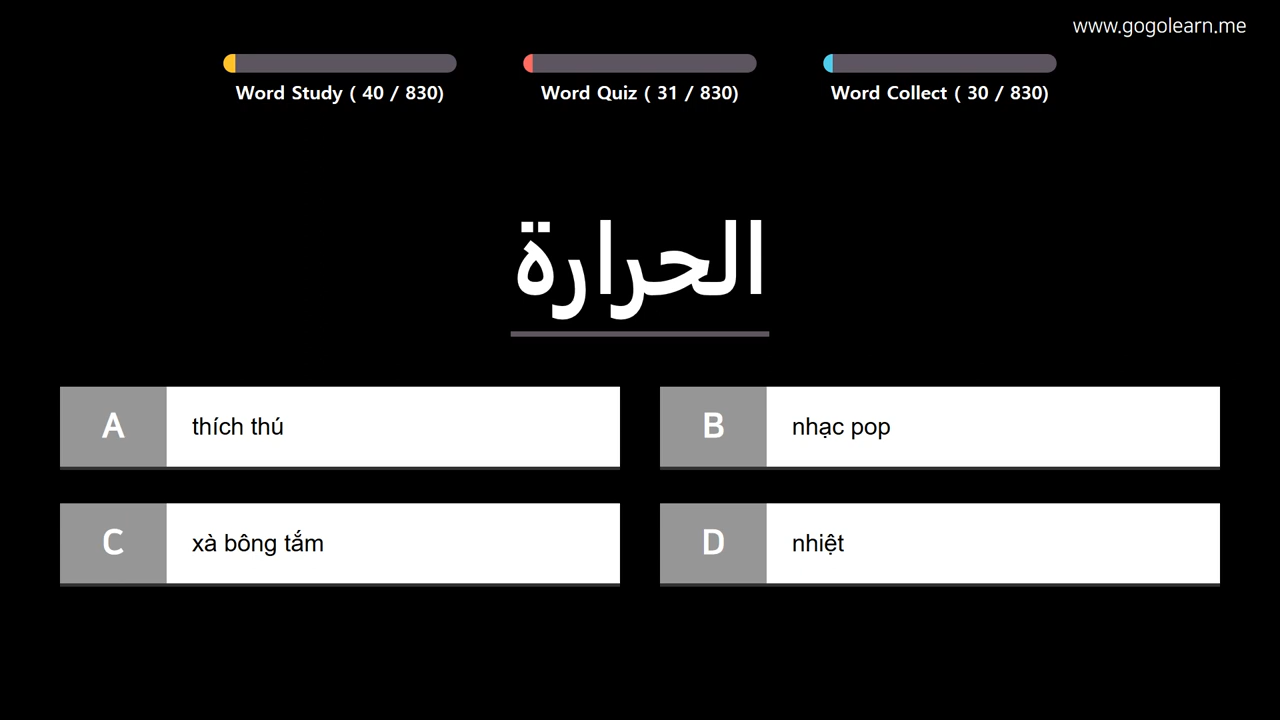 www.gogolearn.me
Word Study ( 40 / 830)
Word Quiz ( 31 / 830)
Word Collect ( 30 / 830)
الحرارة
A thích thú
B nhạc pop
C xà bông tắm
D nhiệt